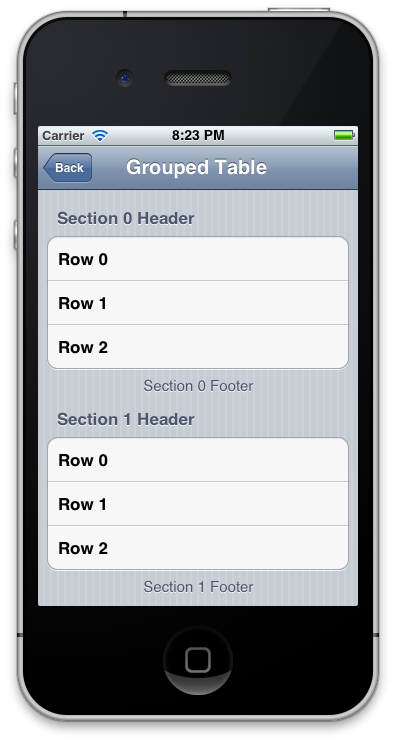 Carrier 8:23 PM
Back Grouped Table
Section 0 Header
Row 0
Row 1
Row 2
Section 0 Footer
Section 1 Header
Row 0
Row 1
Row 2
Section 1 Footer